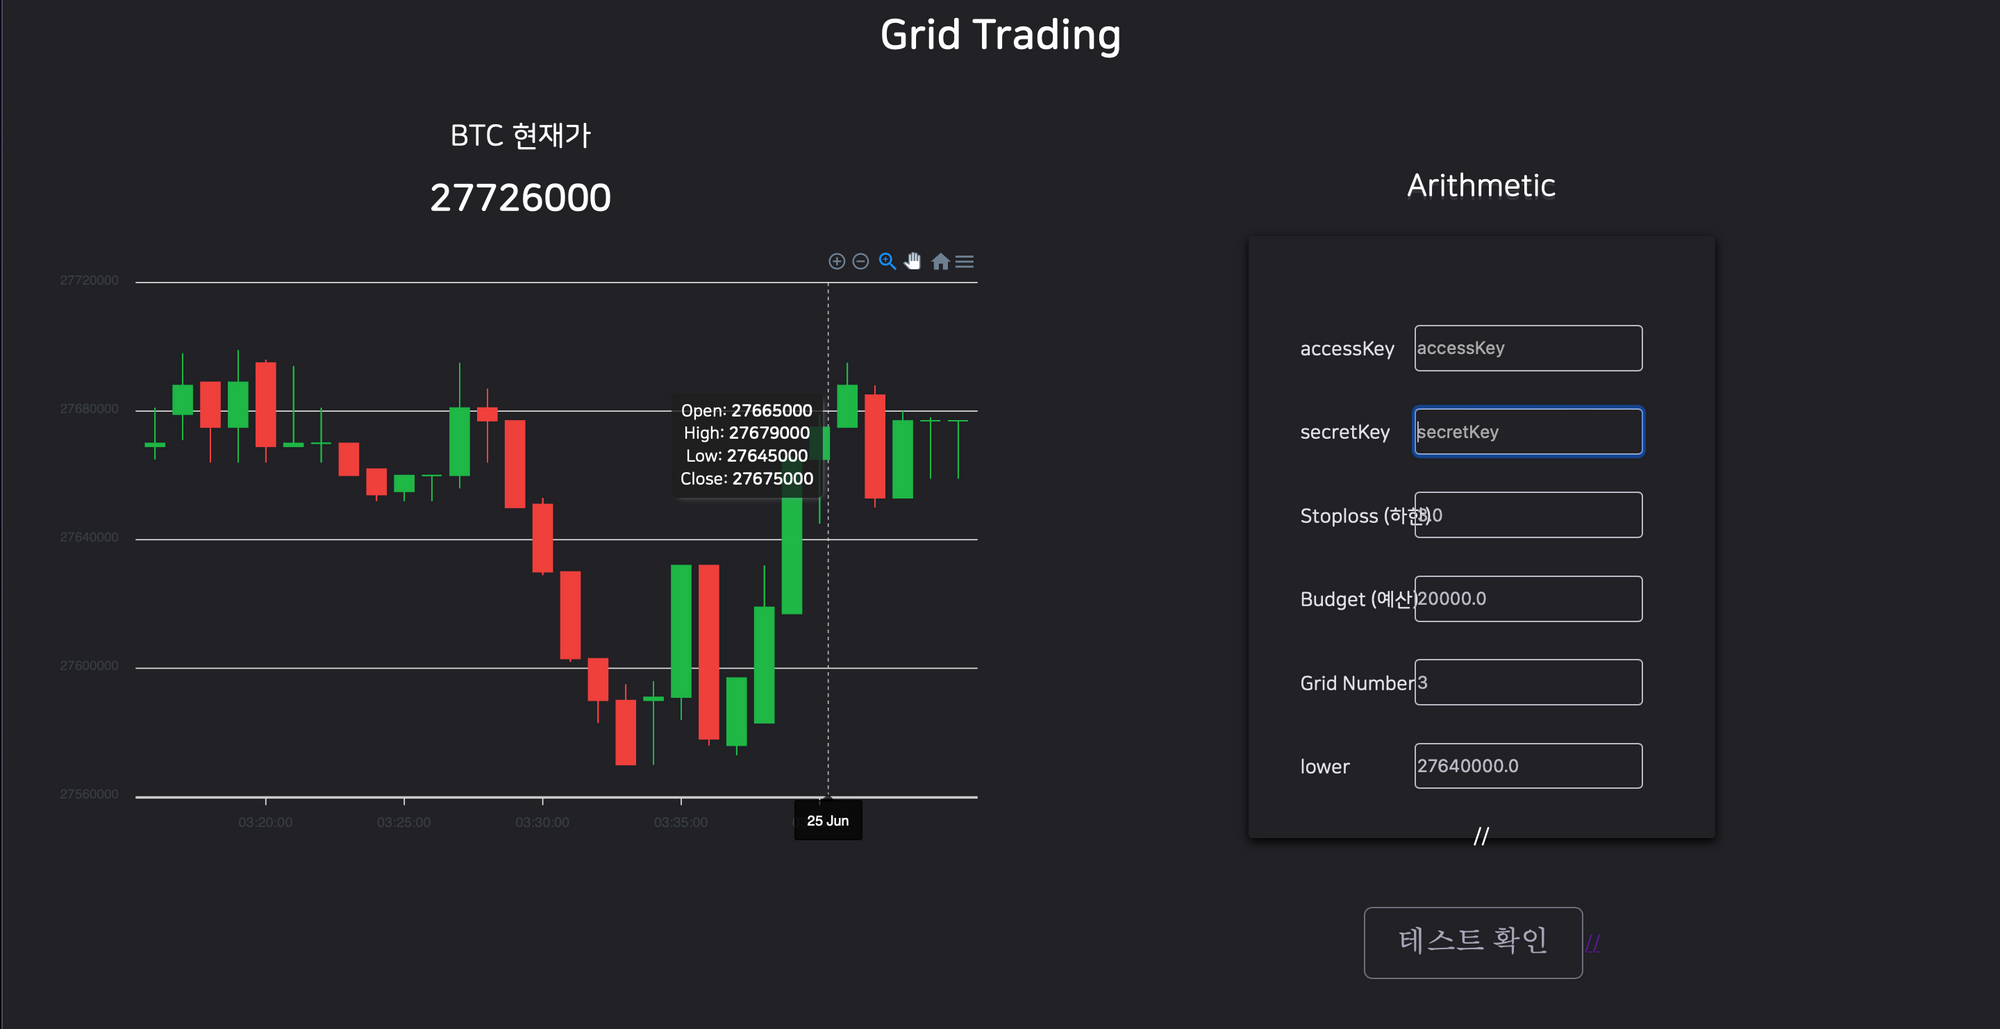 Grid Trading
BTC 현재가
27726000
27720000
27680000
27640000
27600000
27560000
Open: 27665000
High: 27679000
Low: 27645000
Close: 27675000
03:20:00
03:25:00
03:30:00
03:35:00
25 Jun
Arithmetic
accessKey accessKey
secretKey secretKey
Stoploss (하한) .0
Budget (예산) 20000.0
Grid Number 3
lower 27640000.0
//
테스트 확인 //